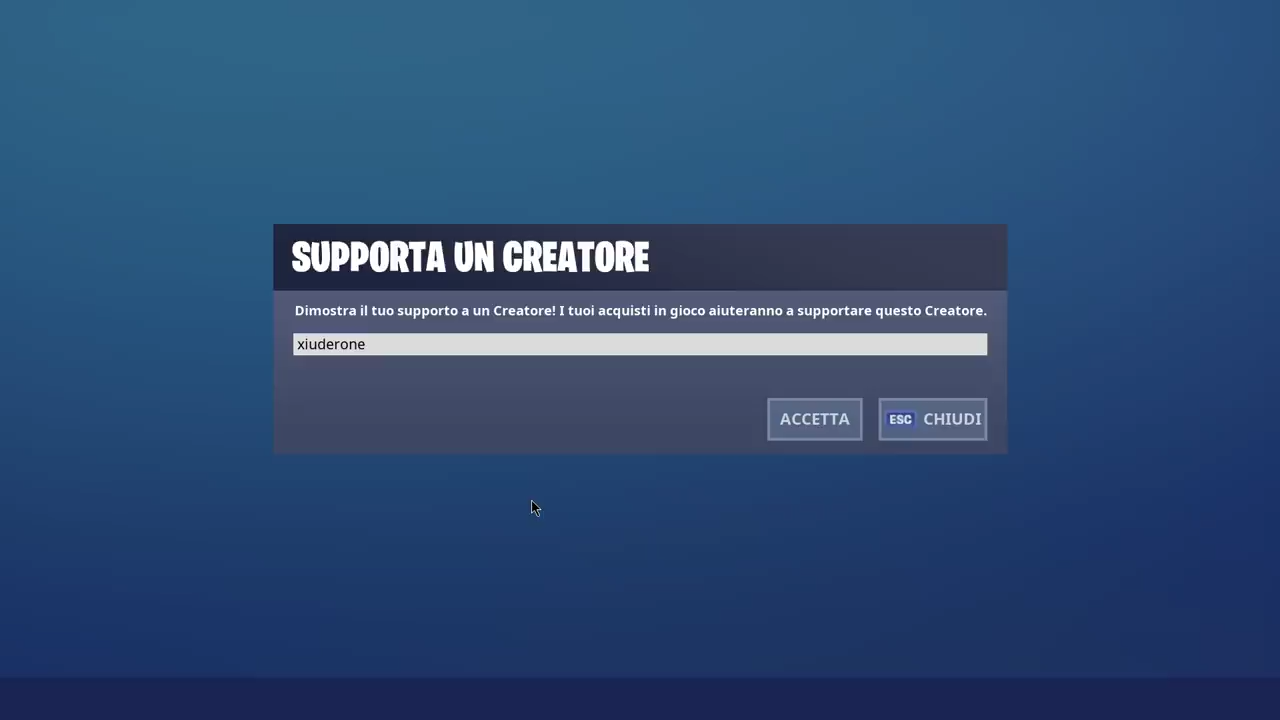 SUPPORTA UN CREATORE
Dimostra il tuo supporto a un Creatore! I tuoi acquisti in gioco aiuteranno a supportare questo Creatore.
xiuderone
ACCETTA
ESC CHIUDI